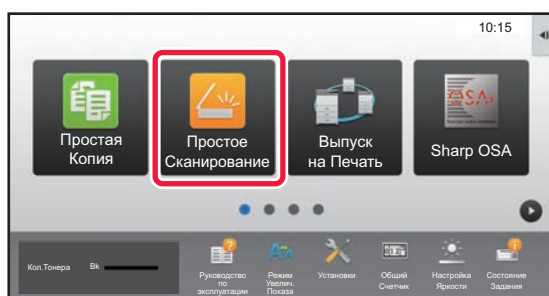 10:15
Простая
Копия
Простое
Сканирование
Выпуск
на Печать
Sharp OSA
OSA
Кол.Тонера
Bk
Руководство
по
эксплуатации
Режим
Увелич.
Показа
Установки
Общий
Счетчик
Настройка
Яркости
Состояние
Задания